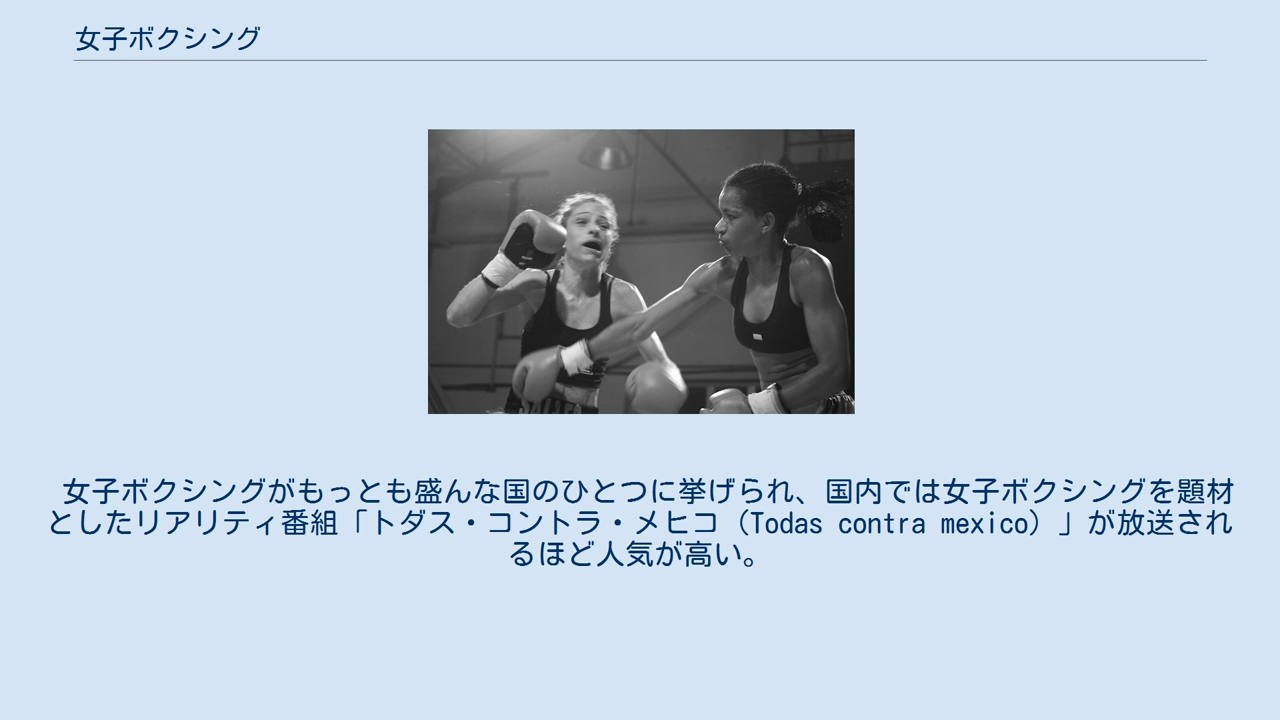 女子ボクシング
女子ボクシングがもっとも盛んな国のひとつに挙げられ、国内では女子ボクシングを題材
としたリアリティ番組「トダス・コントラ・メヒコ（Todas contra mexico）」が放送され
るほど人気が高い。